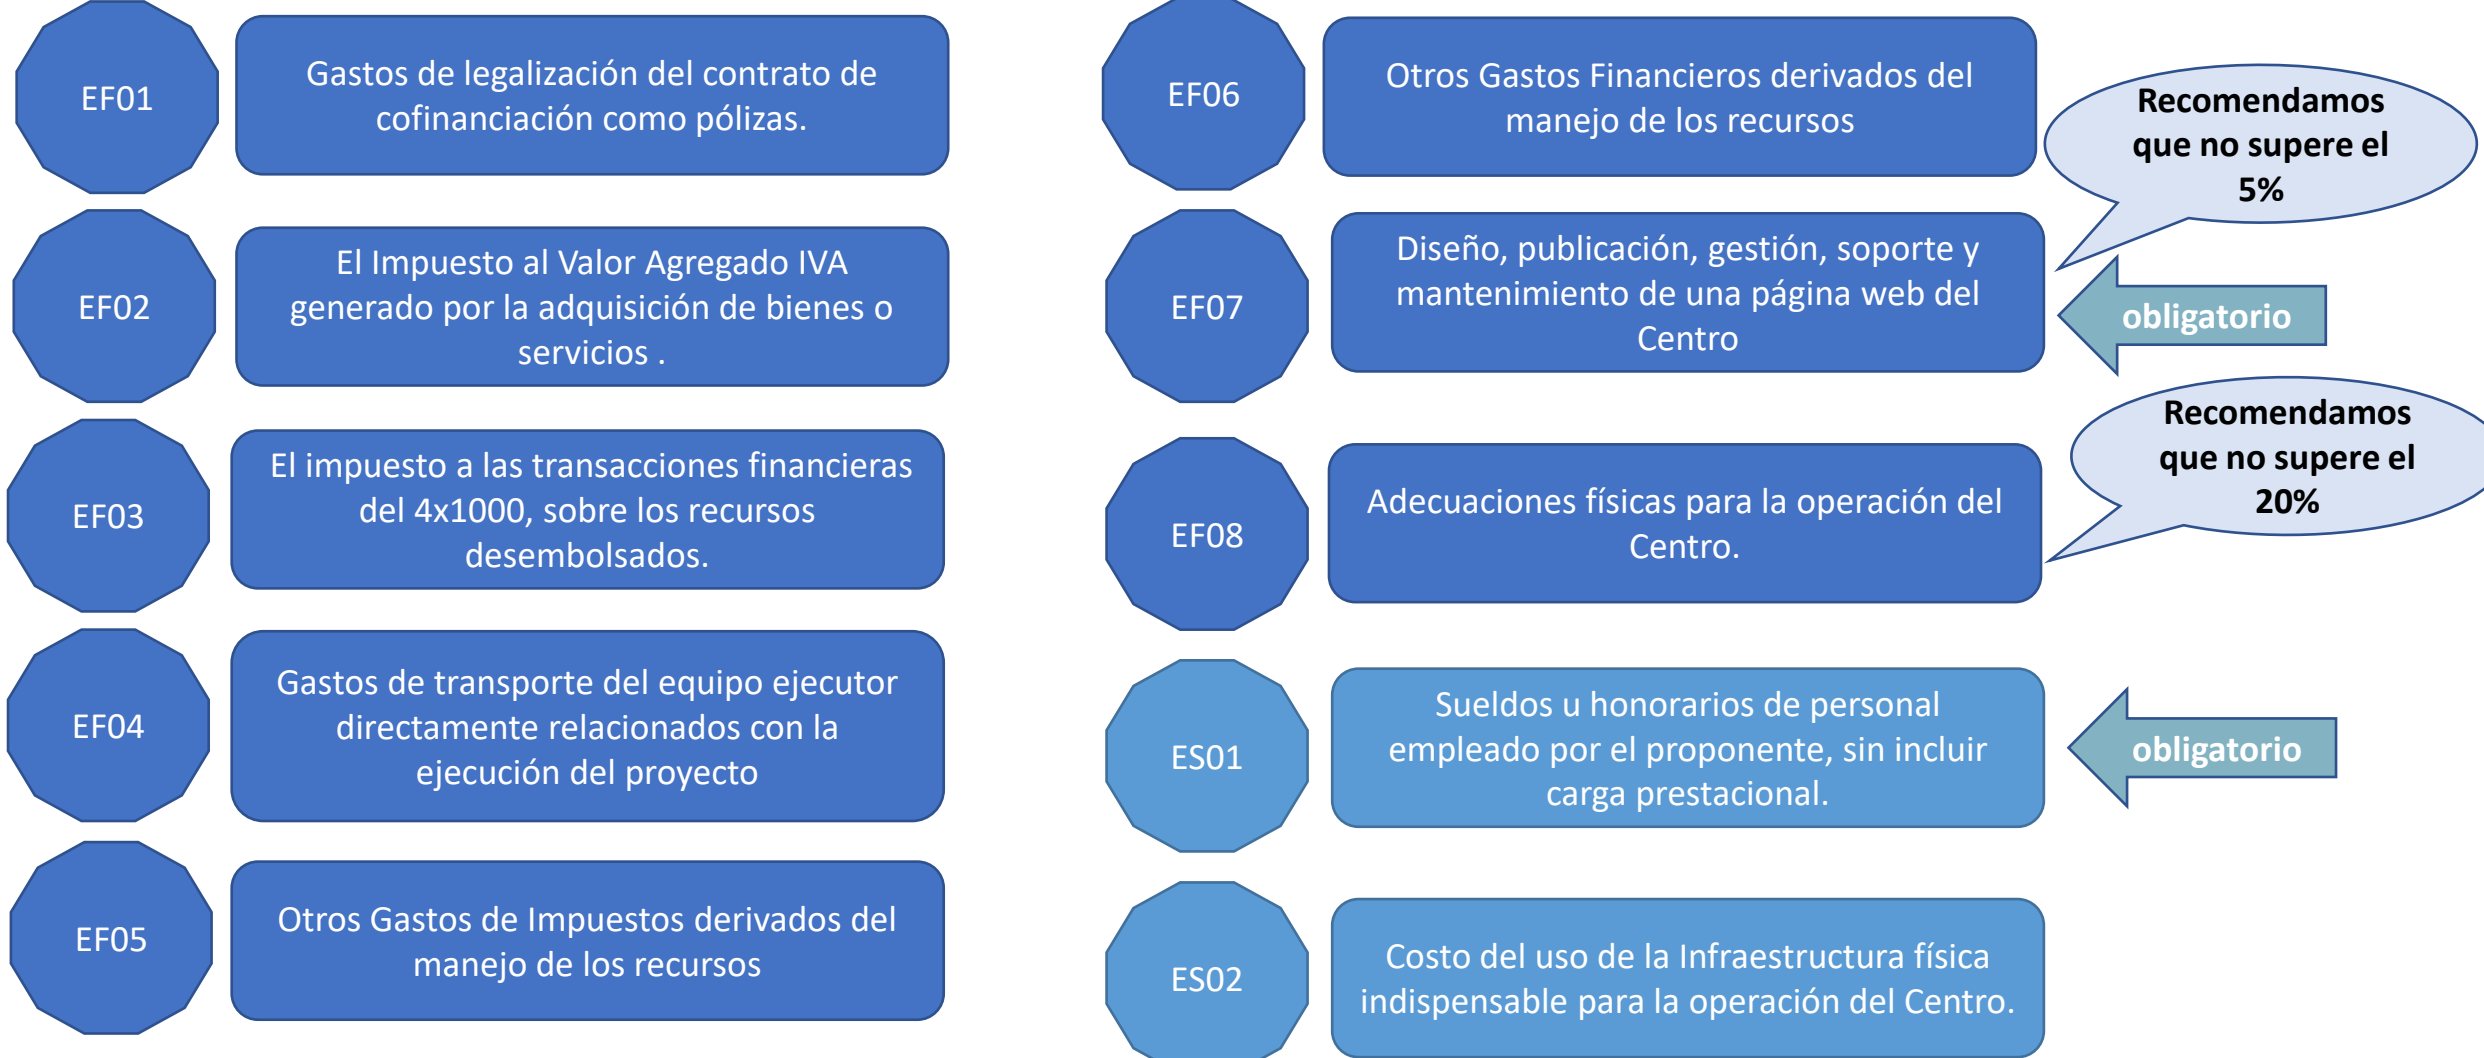 EF01
Gastos de legalización del contrato de
cofinanciación como pólizas.
EF02
El Impuesto al Valor Agregado IVA
generado por la adquisición de bienes o
servicios .
EF03
El impuesto a las transacciones financieras
del 4x1000, sobre los recursos
desembolsados.
EF04
Gastos de transporte del equipo ejecutor
directamente relacionados con la
ejecución del proyecto
EF05
Otros Gastos de Impuestos derivados del
manejo de los recursos
EF06
Otros Gastos Financieros derivados del
manejo de los recursos
Recomendamos
que no supere el
5%
EF07
Diseño, publicación, gestión, soporte y
mantenimiento de una página web del
Centro
obligatorio
EF08
Adecuaciones físicas para la operación del
Centro.
Recomendamos
que no supere el
20%
ES01
Sueldos u honorarios de personal
empleado por el proponente, sin incluir
carga prestacional.
obligatorio
ES02
Costo del uso de la Infraestructura física
indispensable para la operación del Centro.